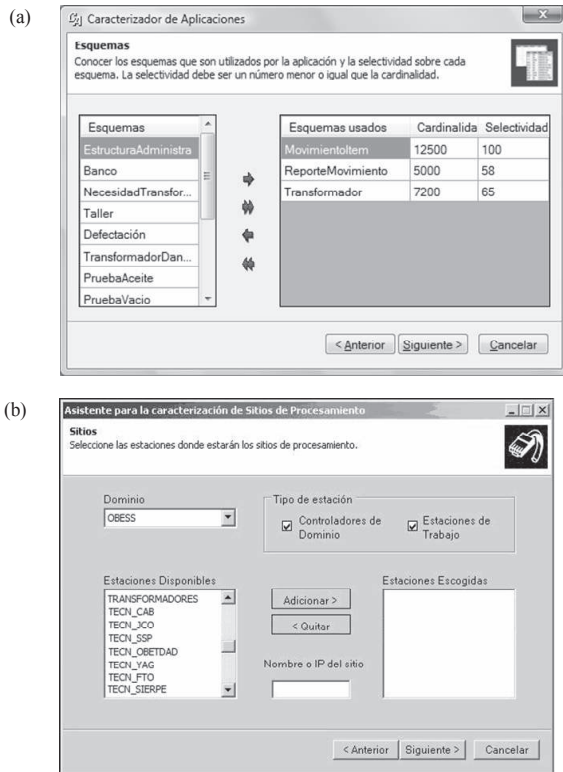 (a)
Caracterizador de Aplicaciones
X
Esquemas
Conocer los esquemas que son utilizados por la aplicación y la selectividad sobre cada
esquema. La selectividad debe ser un número menor o igual que la cardinalidad.
Esquemas
EstructuraAdministra
Banco
NecesidadTransfor...
Taller
Defectación
TransformadorDan...
PruebaAceite
PruebaVacio
Esquemas usados Cardinalida Selectividad
MovimientoItem 12500 100
ReporteMovimiento 5000 58
Transformador 7200 65
< Anterior Siguiente > Cancelar
(b)
Asistente para la caracterización de Sitios de Procesamiento
Sitios
Seleccione las estaciones donde estarán los sitios de procesamiento.
Dominio
OBESS
Tipo de estación
Controladores de
Dominio
Estaciones de
Trabajo
Estaciones Disponibles
TRANSFORMADORES
TECN_CAB
TECN_JCO
TECN_SSP
TECN_OBETDAD
TECN_YAG
TECN_FTO
TECN_SIERPE
Adicionar >
< Quitar
Nombre o IP del sitio
Estaciones Escogidas
< Anterior Siguiente > Cancelar